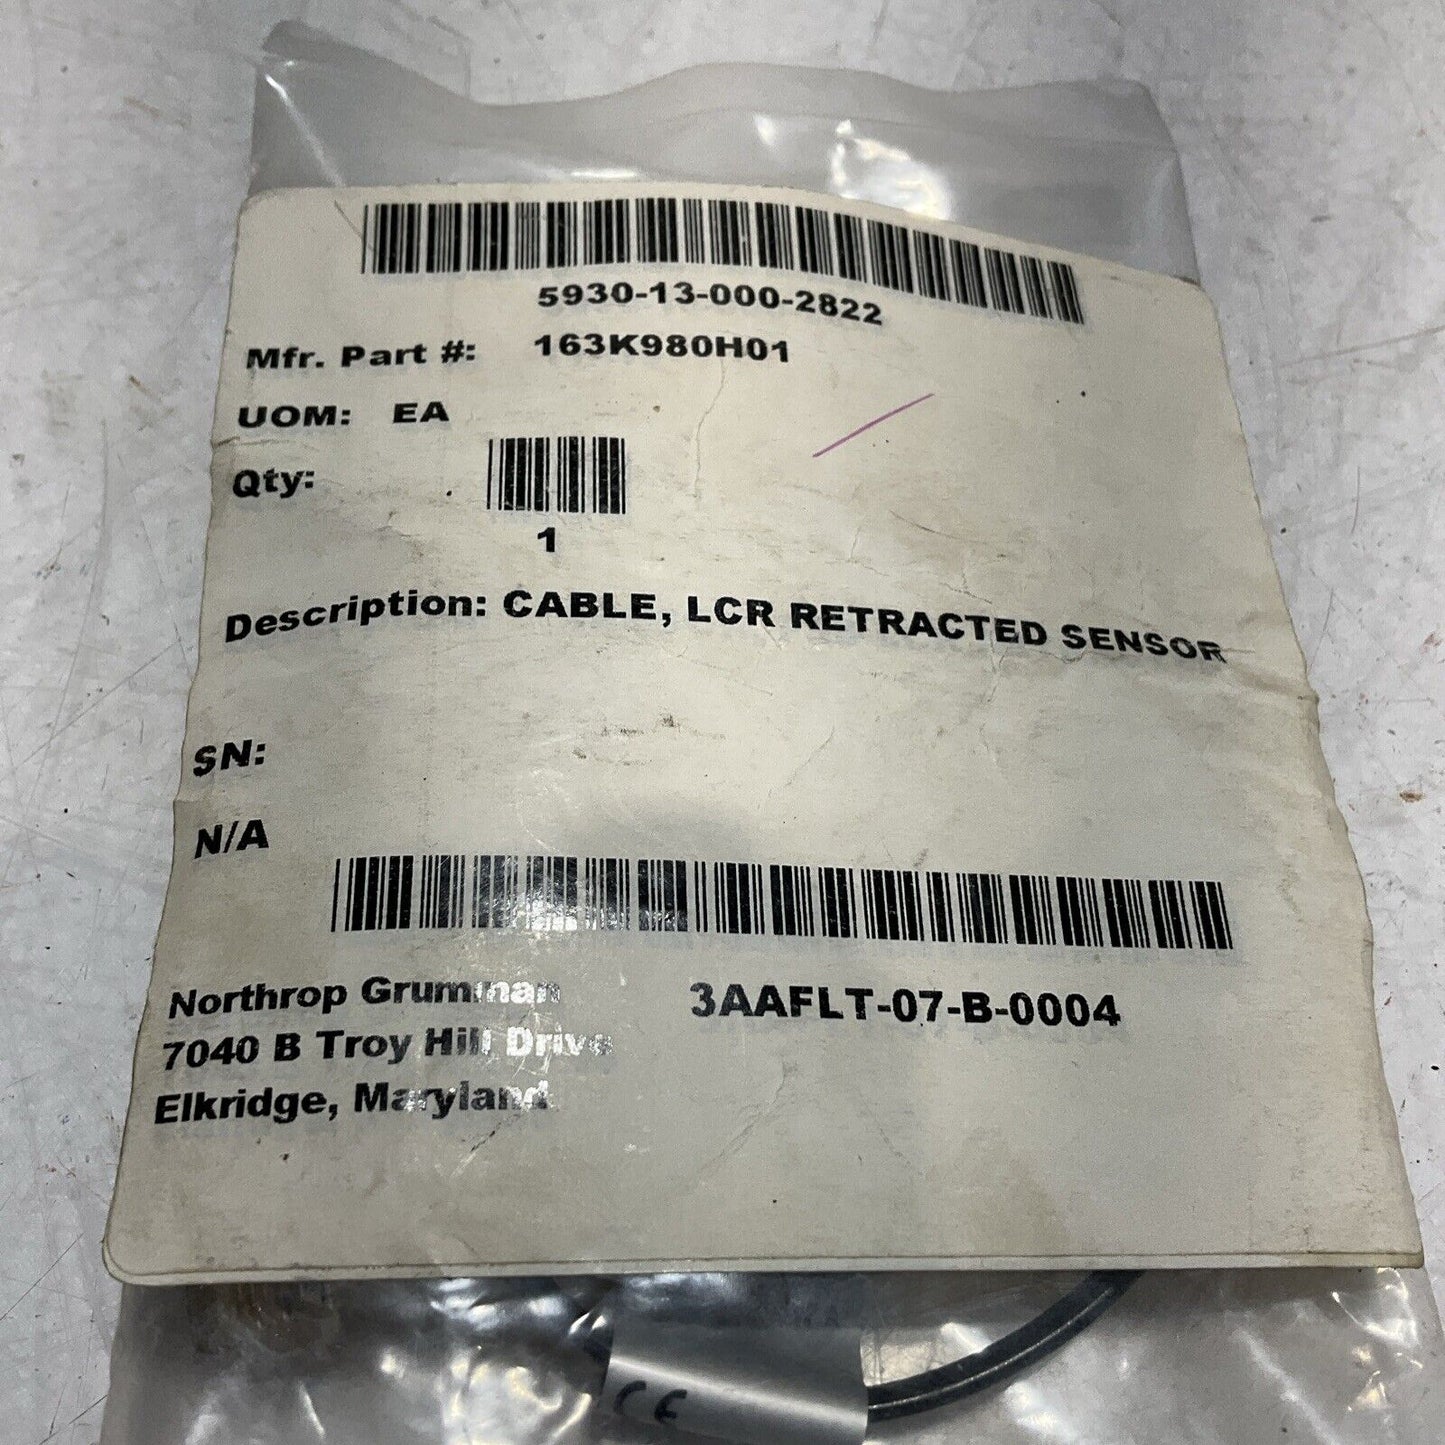 5930-13-000-2822
Mfr. Part #: 163K980H01
UOM: EA
Qty:
1
Description: CABLE, LCR RETRACTED SENSOR
SN:
N/A
Northrop Grumman 3AAFLT-07-B-0004
7040 B Troy Hill Drive
Elkridge, Maryland
CE